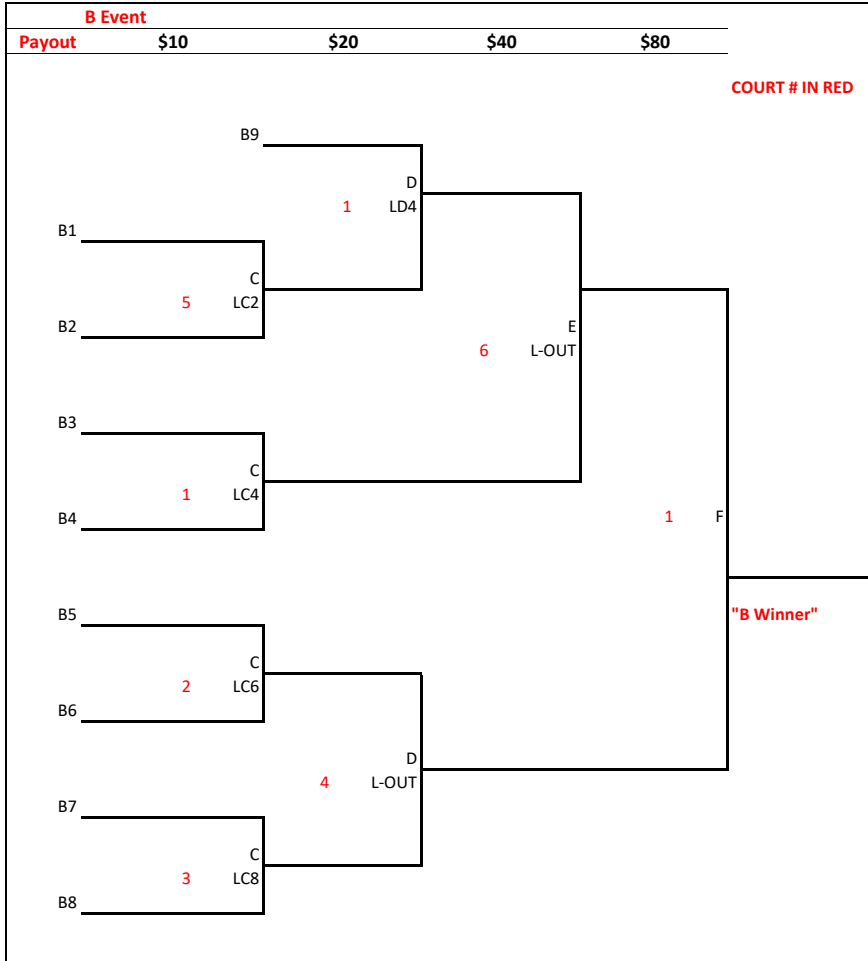 B Event
Payout $10 $20 $40 $80
COURT # IN RED
B9
D
1 LD4
B1
C
5 LC2
B2
E
6 L-OUT
B3
C
1 LC4
B4
1 F
B5
"B Winner"
C
2 LC6
B6
D
4 L-OUT
B7
C
3 LC8
B8